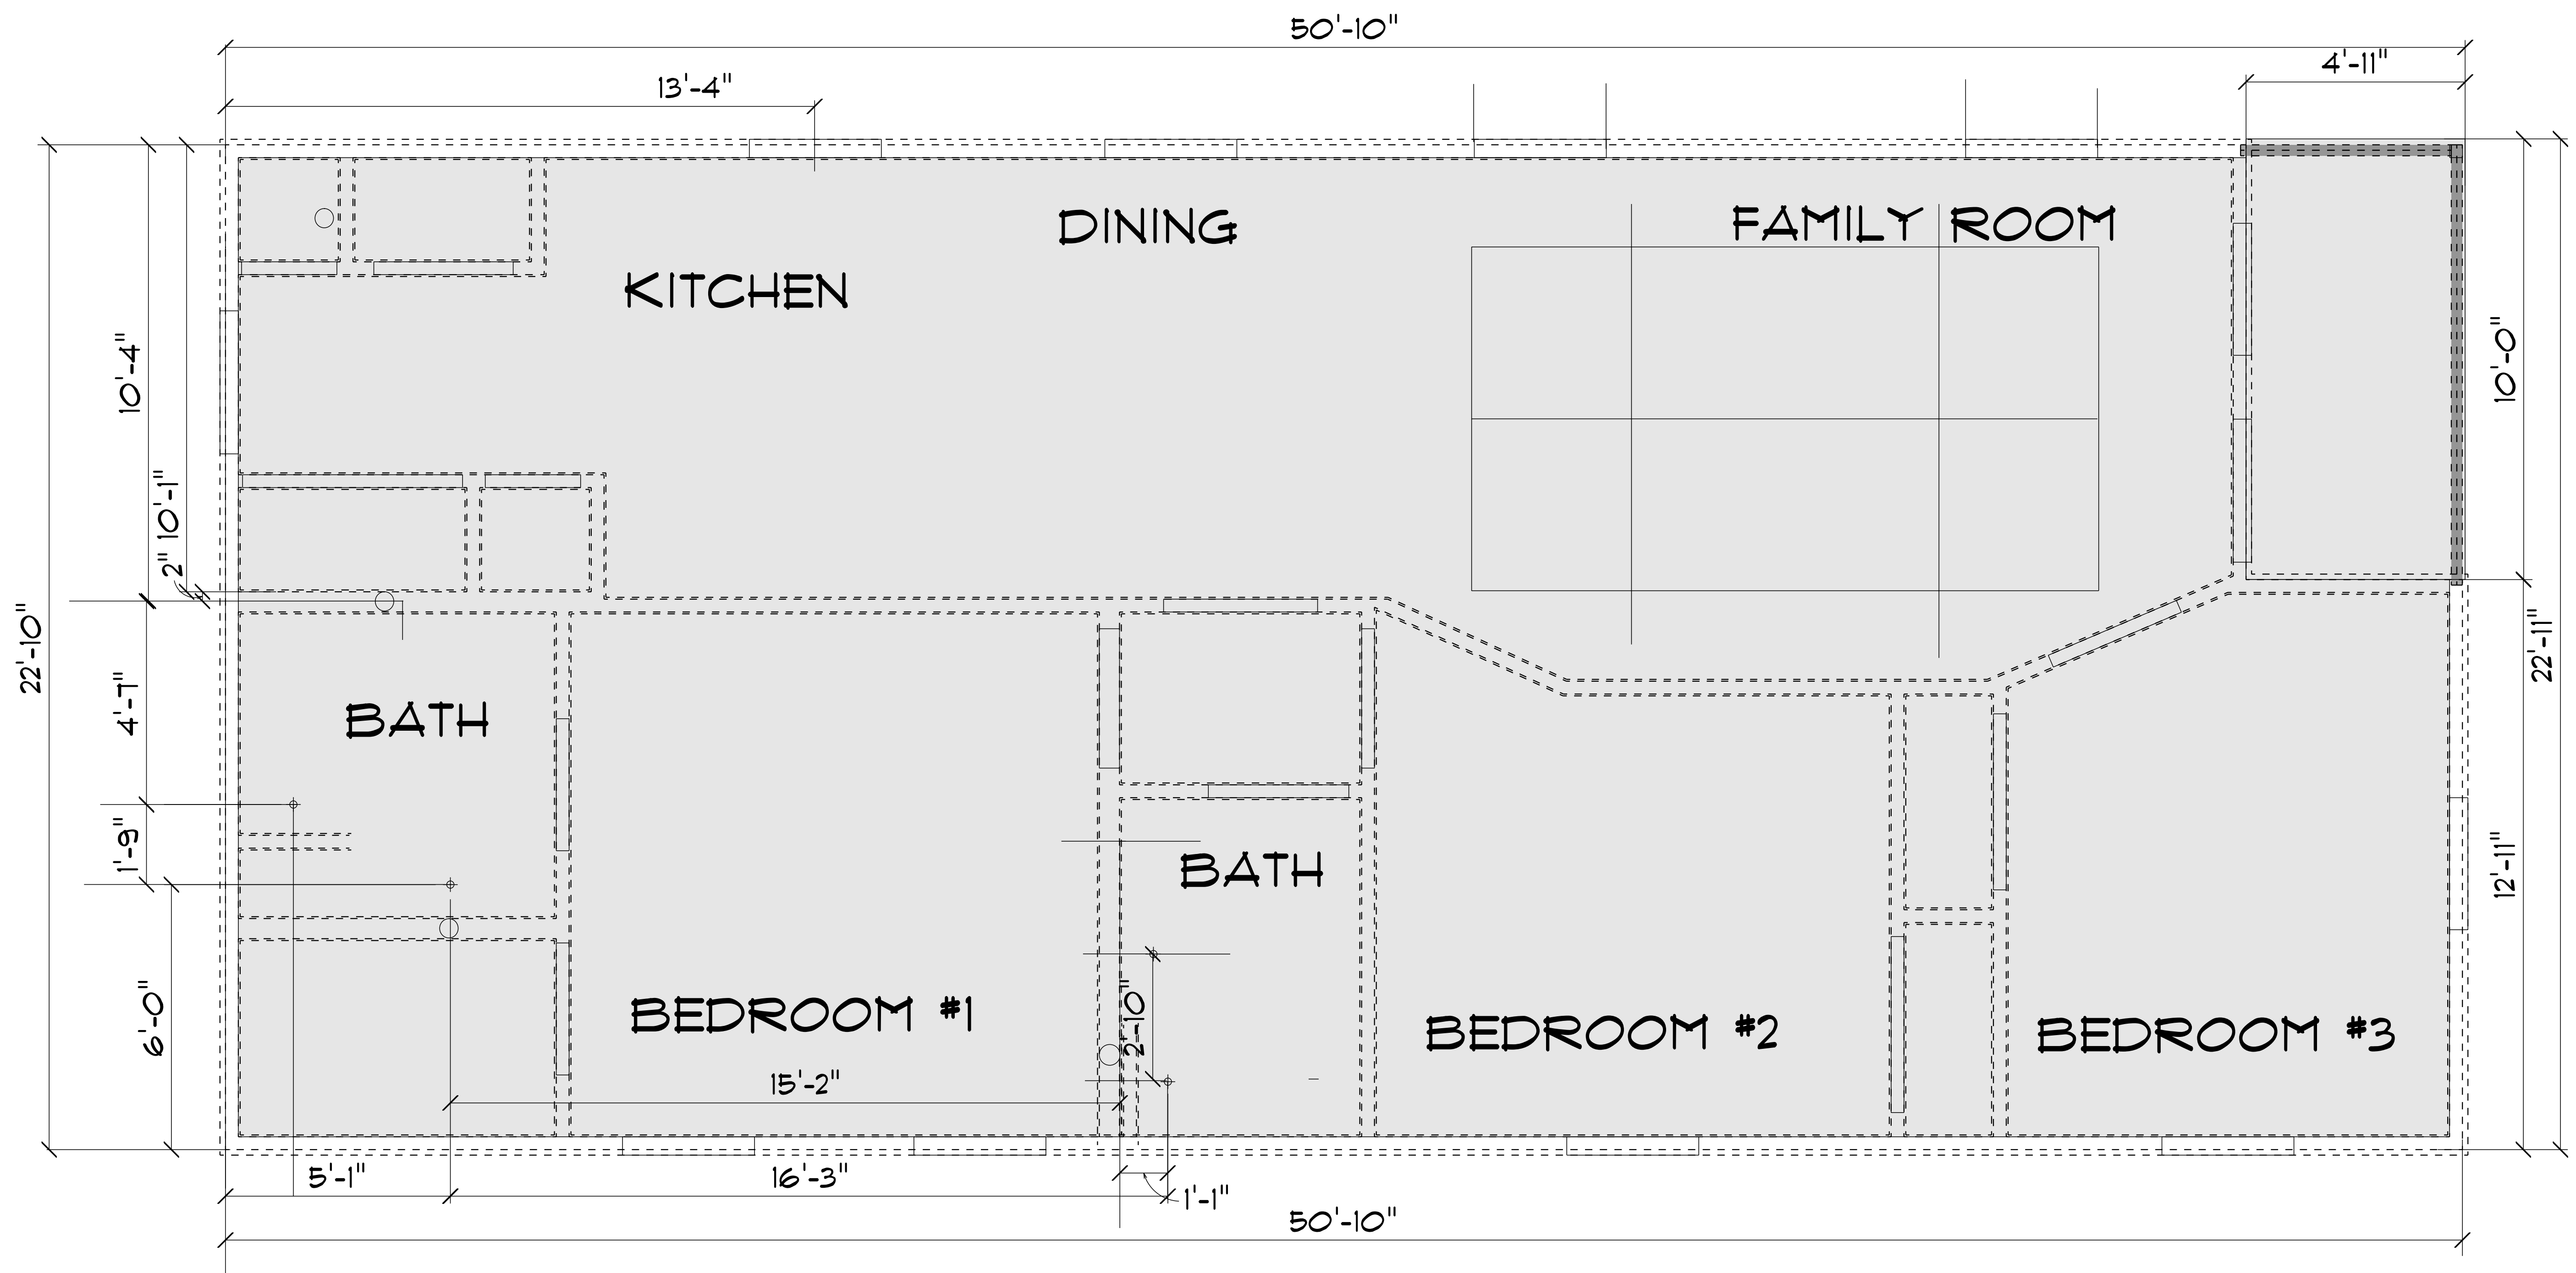 50'-10"
4'-11"
13'-4"
DINING
FAMILY ROOM
KITCHEN
10'-4"
10'-0"
2" 10'-1"
22'-10"
22'-11"
4'-7"
BATH
1'-9"
BATH
12'-11"
6'-0"
2'-10"
BEDROOM #1
BEDROOM #2
BEDROOM #3
15'-2"
5'-1"
16'-3"
1'-1"
50'-10"